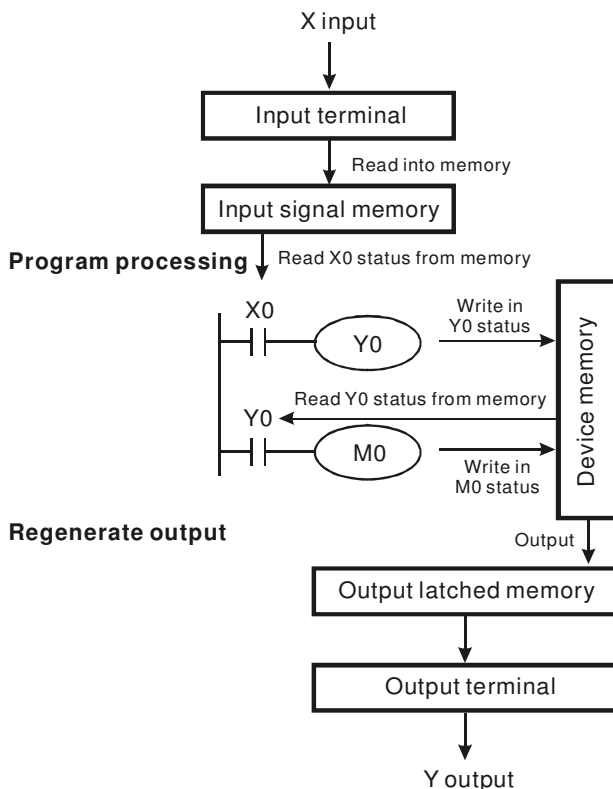 X input
Input terminal
Read into memory
Input signal memory
Program processing
Read X0 status from memory
X0
Y0
Write in
Y0 status
Device memory
Read Y0 status from memory
Y0
M0
Write in
M0 status
Regenerate output
Output
Output latched memory
Output terminal
Y output